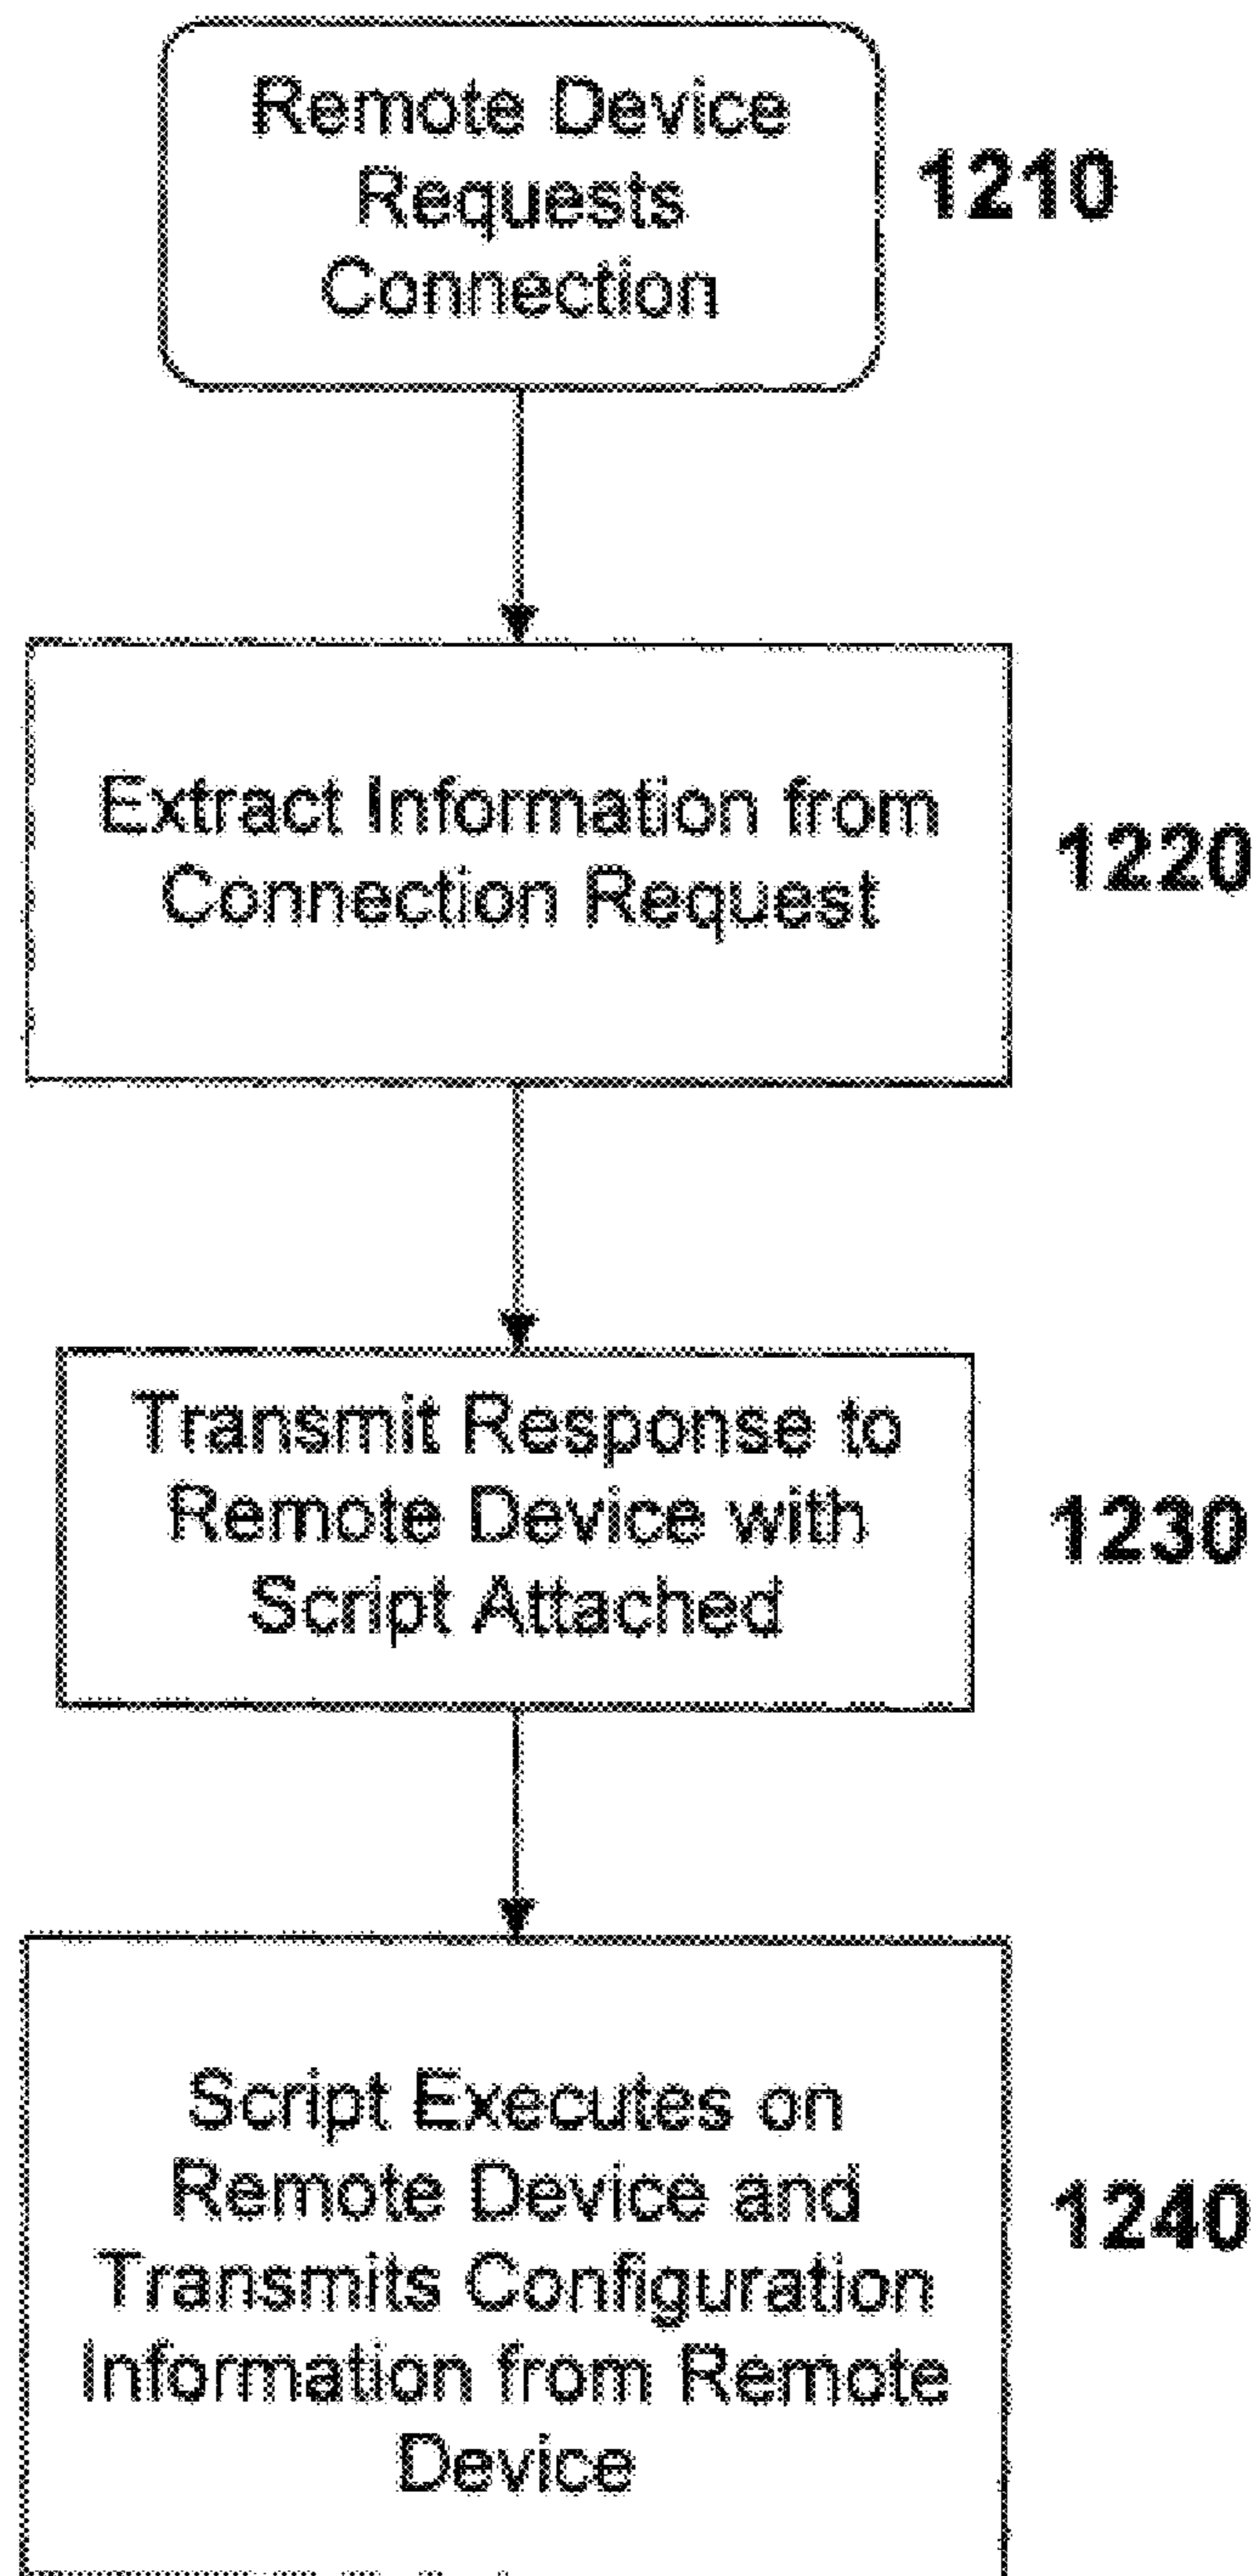 Remote Device
Requests
Connection
1210
Extract Information from
Connection Request
1220
Transmit Response to
Remote Device with
Script Attached
1230
Script Executes on
Remote Device and
Transmits Configuration
Information from Remote
Device
1240